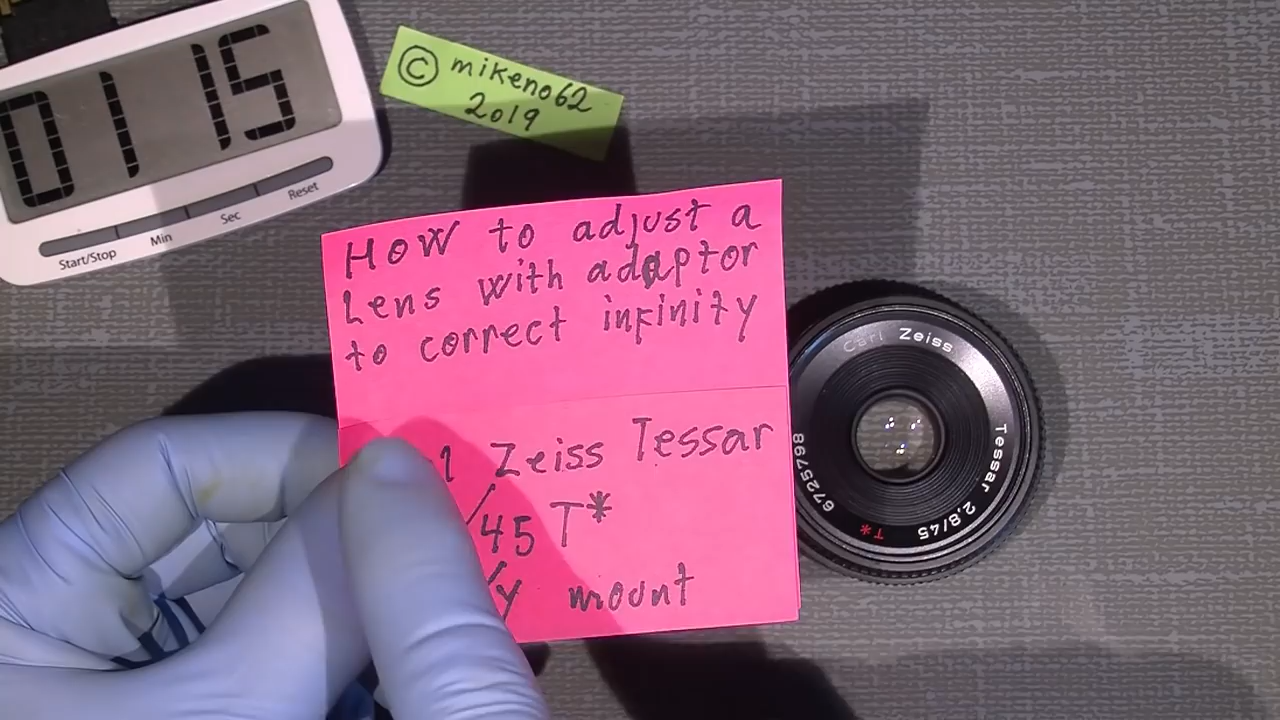 01 15
Start/Stop Min Sec Reset
© mikeno62
2019
How to adjust a
Lens with adaptor
to correct infinity
Zeiss Tessar
/45 T*
/y mount
Carl Zeiss
Tessar 2,8/45
T*
6725798